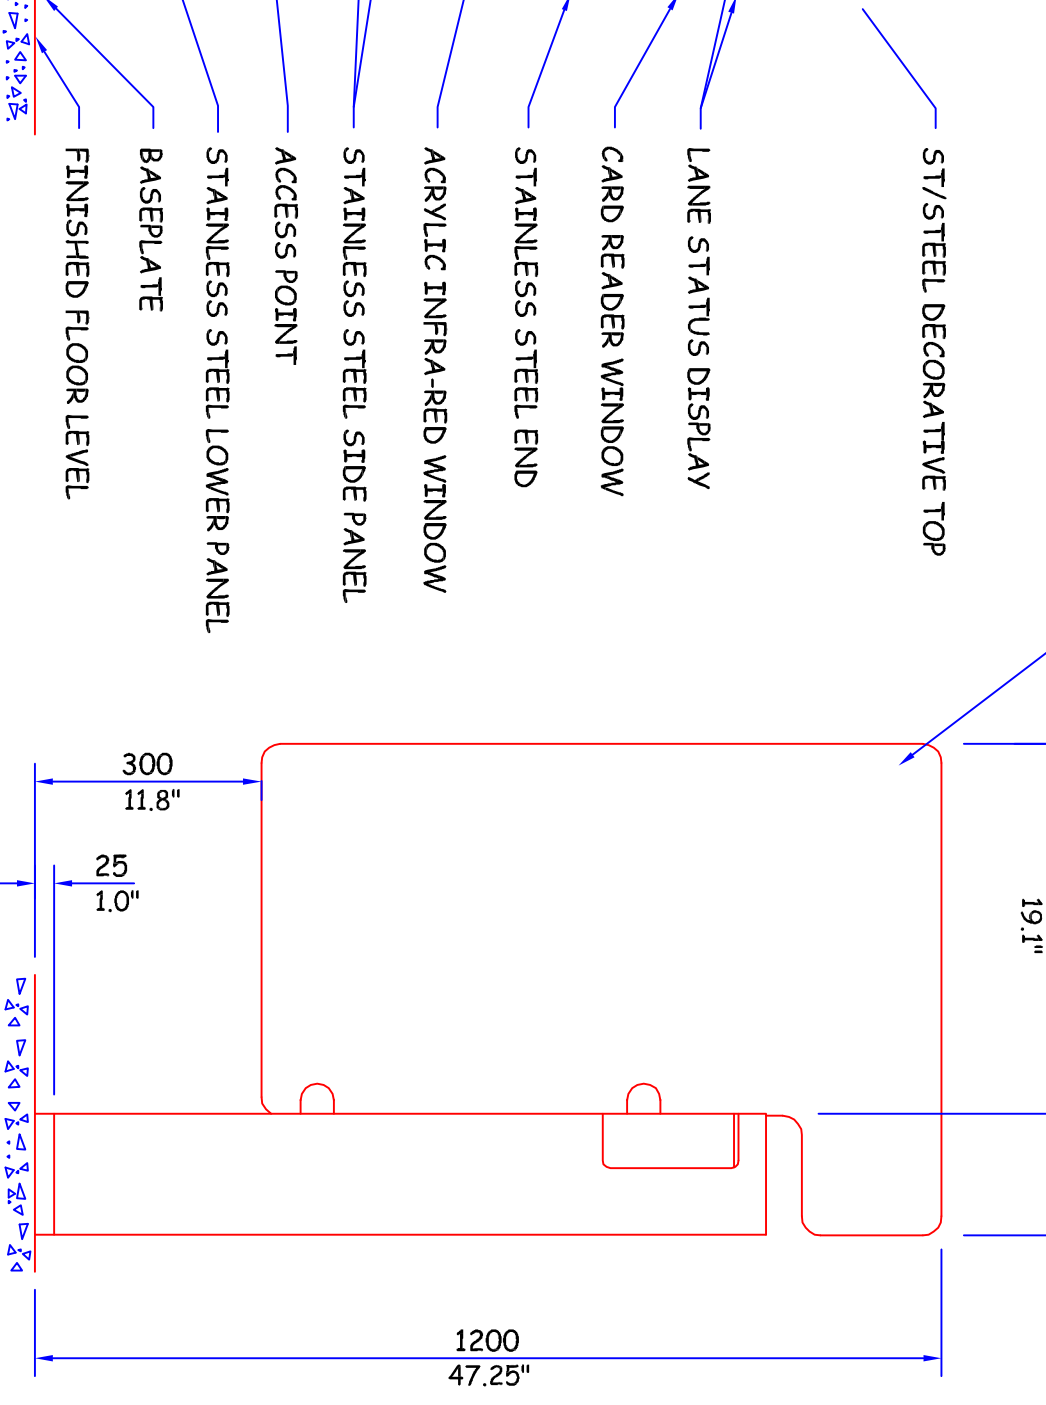 ST/STEEL DECORATIVE TOP
LANE STATUS DISPLAY
CARD READER WINDOW
STAINLESS STEEL END
ACRYLIC INFRA-RED WINDOW
STAINLESS STEEL SIDE PANEL
ACCESS POINT
STAINLESS STEEL LOWER PANEL
BASEPLATE
FINISHED FLOOR LEVEL
19.1"
300
11.8"
25
1.0"
1200
47.25"